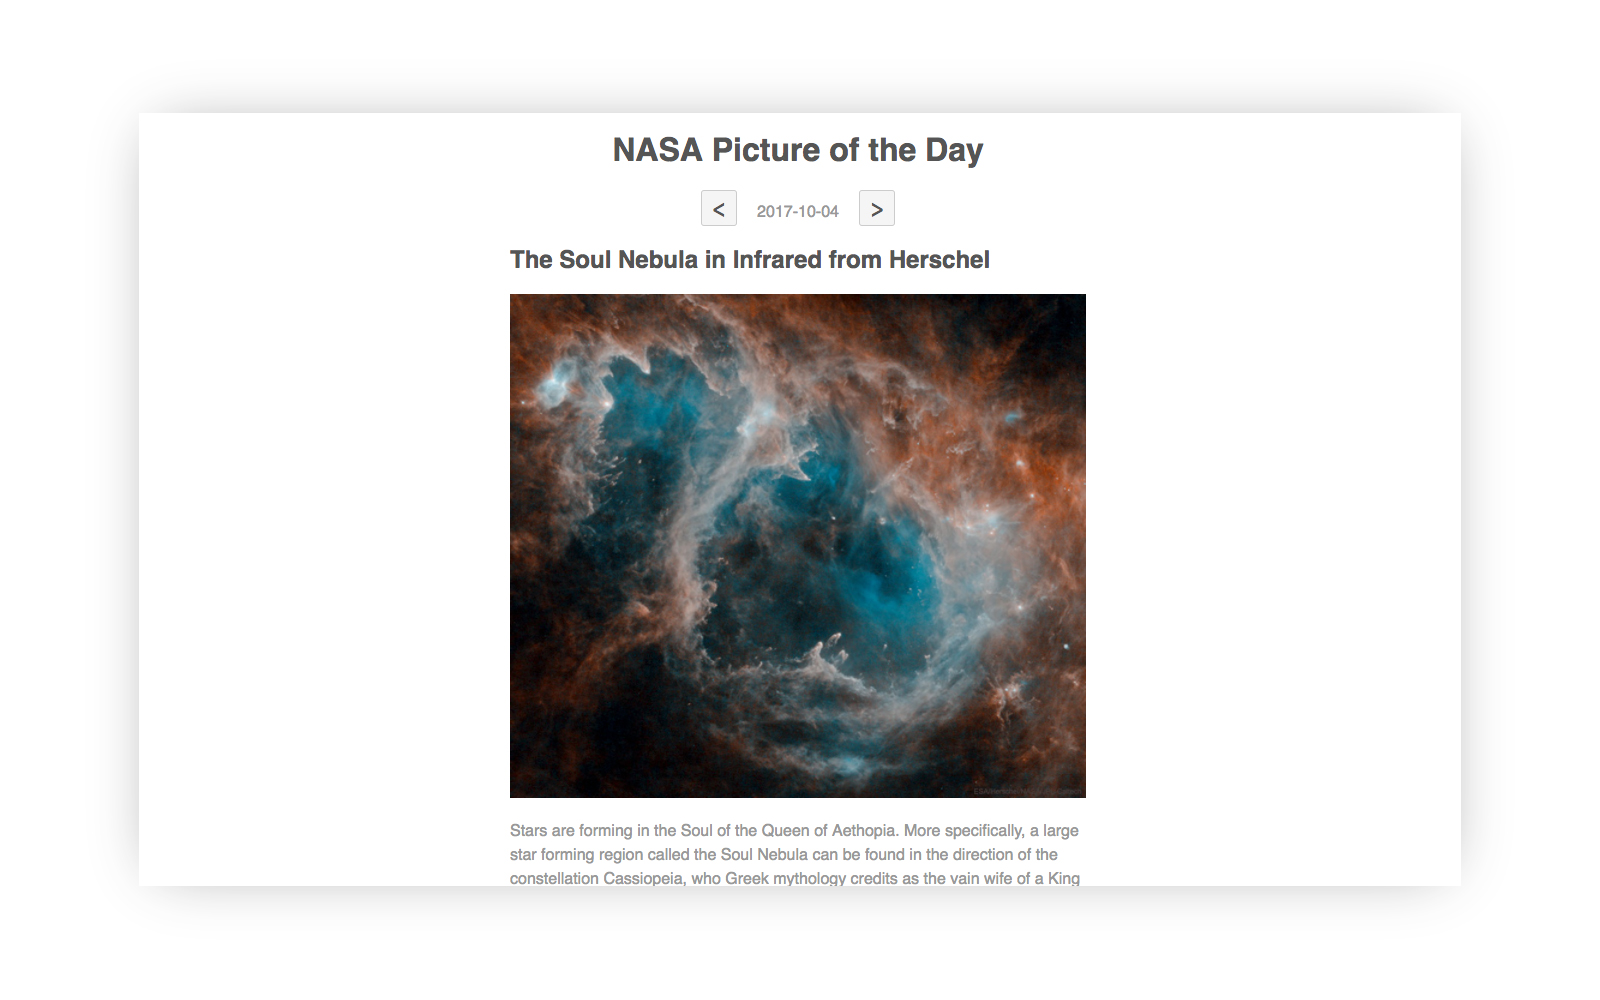 NASA Picture of the Day
< 2017-10-04 >
The Soul Nebula in Infrared from Herschel
Stars are forming in the Soul of the Queen of Aethopia. More specifically, a large
star forming region called the Soul Nebula can be found in the direction of the
constellation Cassiopeia, who Greek mythology credits as the vain wife of a King